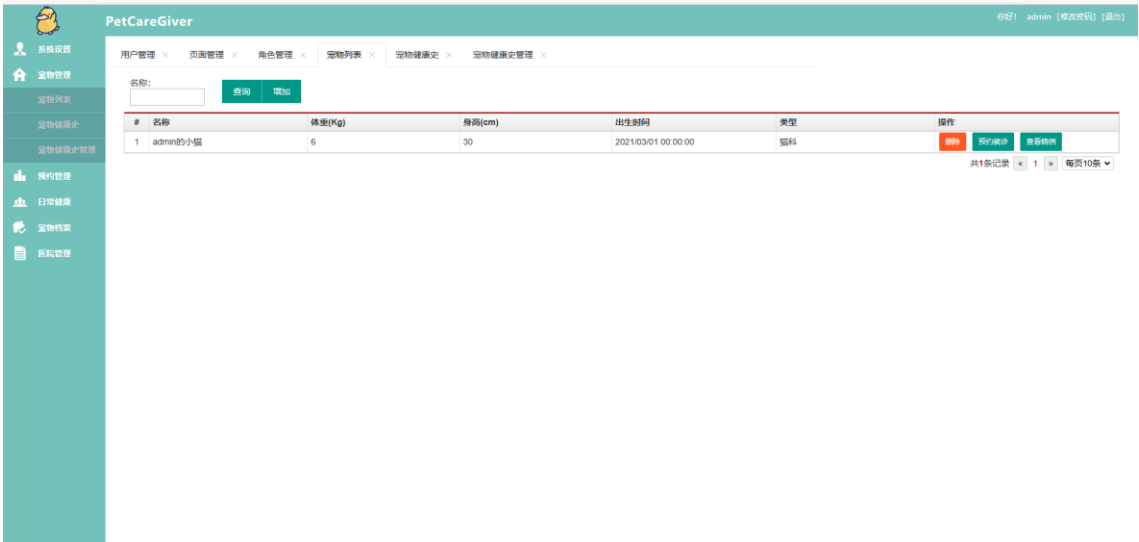 PetCareGiver
你好! admin [修改密码] [退出]
系统设置
宠物管理
宠物列表
宠物健康史
宠物健康史管理
预约管理
日常健康
宠物档案
医院管理
用户管理 × 页面管理 × 角色管理 × 宠物列表 × 宠物健康史 × 宠物健康史管理 ×
名称:
查询 增加
# 名称 体重(Kg) 身高(cm) 出生时间 类型 操作
1 admin的小猫 6 30 2021/03/01 00:00:00 猫科 删除 预约就诊 查看病例
共1条记录 « 1 » 每页10条